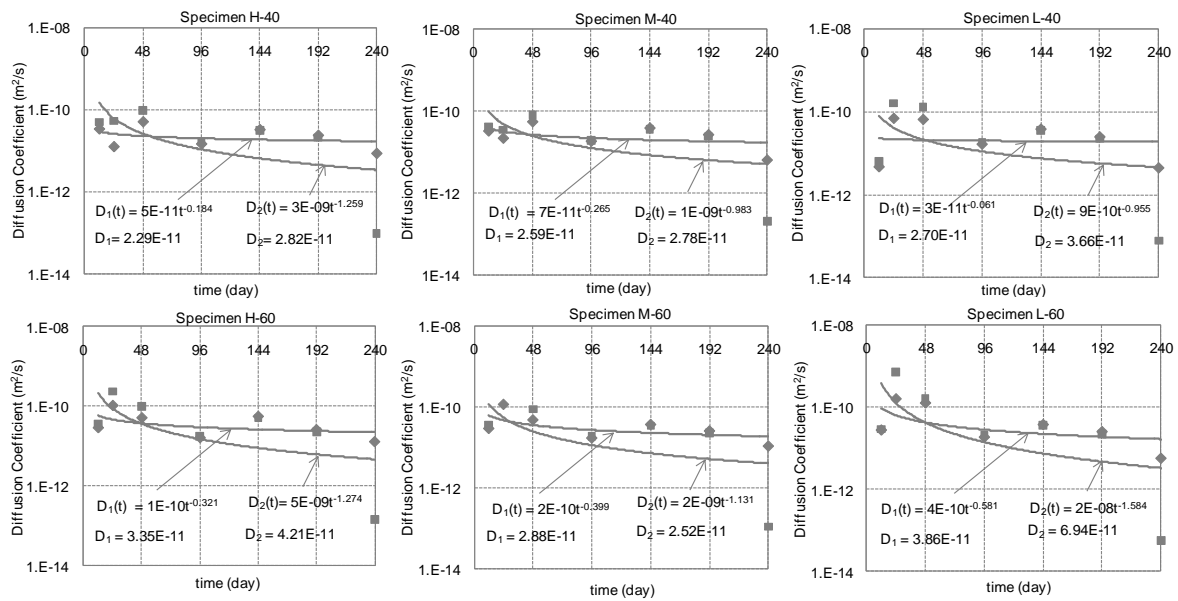 Specimen H-40
1.E-08
0 48 96 144 192 240
1.E-10
1.E-12
1.E-14
Diffusion Coefficient (m²/s)
D₁(t) = 5E-11t⁻⁰·¹⁸⁴
D₁= 2.29E-11
D₂(t) = 3E-09t⁻¹·²⁵⁹
D₂ = 2.82E-11
time (day)
Specimen M-40
1.E-08
0 48 96 144 192 240
1.E-10
1.E-12
1.E-14
Diffusion Coefficient (m²/s)
D₁(t) = 7E-11t⁻⁰·²⁶⁵
D₁ = 2.59E-11
D₂(t) = 1E-09t⁻⁰·⁹⁸³
D₂ = 2.78E-11
time (day)
Specimen L-40
1.E-08
0 48 96 144 192 240
1.E-10
1.E-12
1.E-14
Diffusion Coefficient (m²/s)
D₁(t) = 3E-11t⁻⁰·⁰⁶¹
D₁ = 2.70E-11
D₂(t) = 9E-10t⁻⁰·⁹⁵⁵
D₂ = 3.66E-11
time (day)
Specimen H-60
1.E-08
0 48 96 144 192 240
1.E-10
1.E-12
1.E-14
Diffusion Coefficient (m²/s)
D₁(t) = 1E-10t⁻⁰·³²¹
D₁ = 3.35E-11
D₂(t) = 5E-09t⁻¹·²⁷⁴
D₂ = 4.21E-11
time (day)
Specimen M-60
1.E-08
0 48 96 144 192 240
1.E-10
1.E-12
1.E-14
Diffusion Coefficient (m²/s)
D₁(t) = 2E-10t⁻⁰·³⁹⁹
D₁ = 2.88E-11
D₂(t) = 2E-09t⁻¹·¹³¹
D₂ = 2.52E-11
time (day)
Specimen L-60
1.E-08
0 48 96 144 192 240
1.E-10
1.E-12
1.E-14
Diffusion Coefficient (m²/s)
D₁(t) = 4E-10t⁻⁰·⁵⁸¹
D₁ = 3.86E-11
D₂(t) = 2E-08t⁻¹·⁵⁸⁴
D₂ = 6.94E-11
time (day)